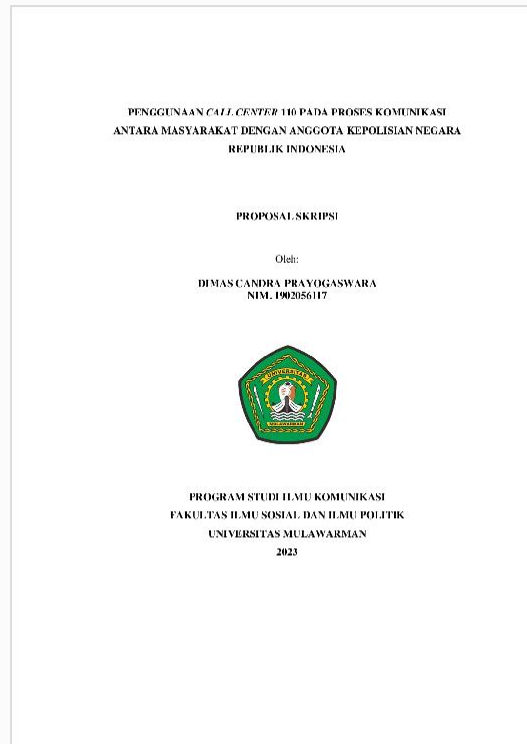 PENGGUNAAN CALL CENTER 110 PADA PROSES KOMUNIKASI
ANTARA MASYARAKAT DENGAN ANGGOTA KEPOLISIAN NEGARA
REPUBLIK INDONESIA
PROPOSAL SKRIPSI
Oleh:
DIMAS CANDRA PRAYOGASWARA
NIM. 1902056117
UNIVERSITAS
MULAWARMAN
PROGRAM STUDI ILMU KOMUNIKASI
FAKULTAS ILMU SOSIAL DAN ILMU POLITIK
UNIVERSITAS MULAWARMAN
2023